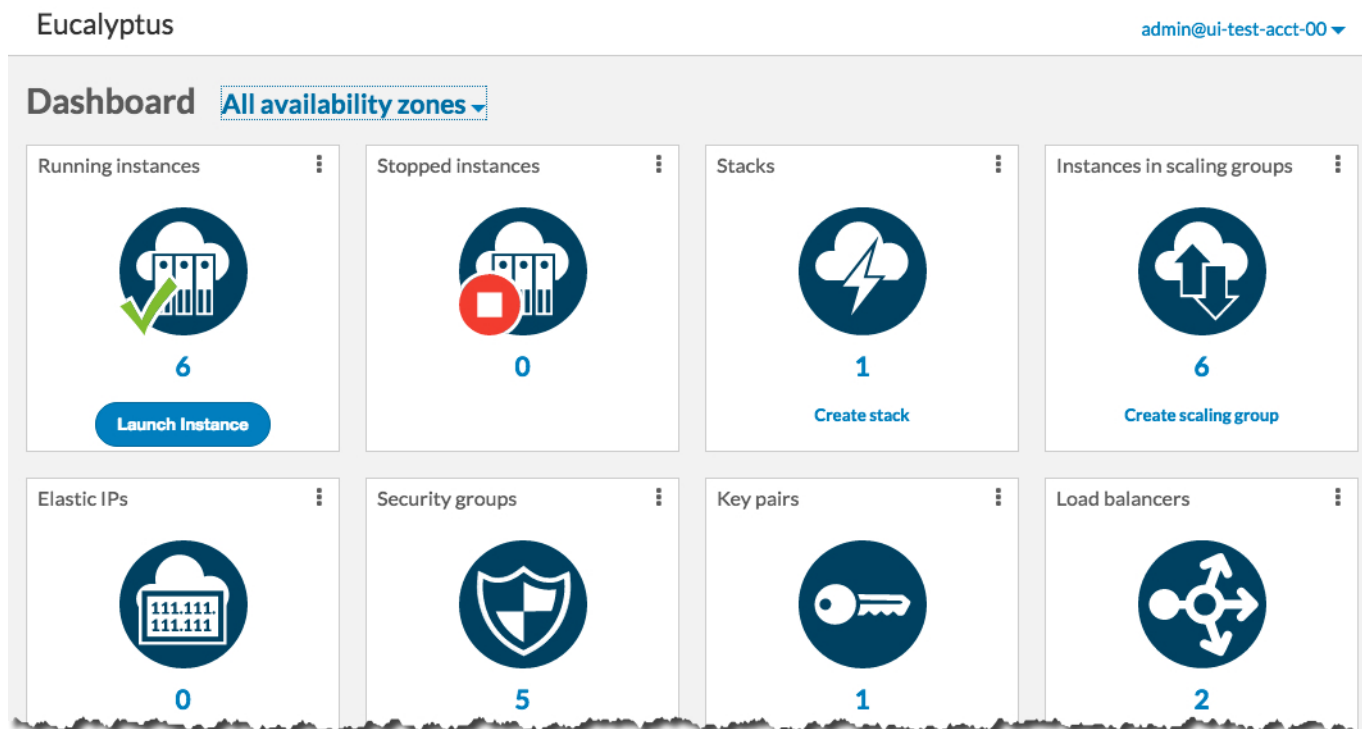 Eucalyptus
admin@ui-test-acct-00
Dashboard All availability zones
Running instances
6
Launch Instance
Stopped instances
0
Stacks
1
Create stack
Instances in scaling groups
6
Create scaling group
Elastic IPs
111.111.
111.111
0
Security groups
5
Key pairs
1
Load balancers
2